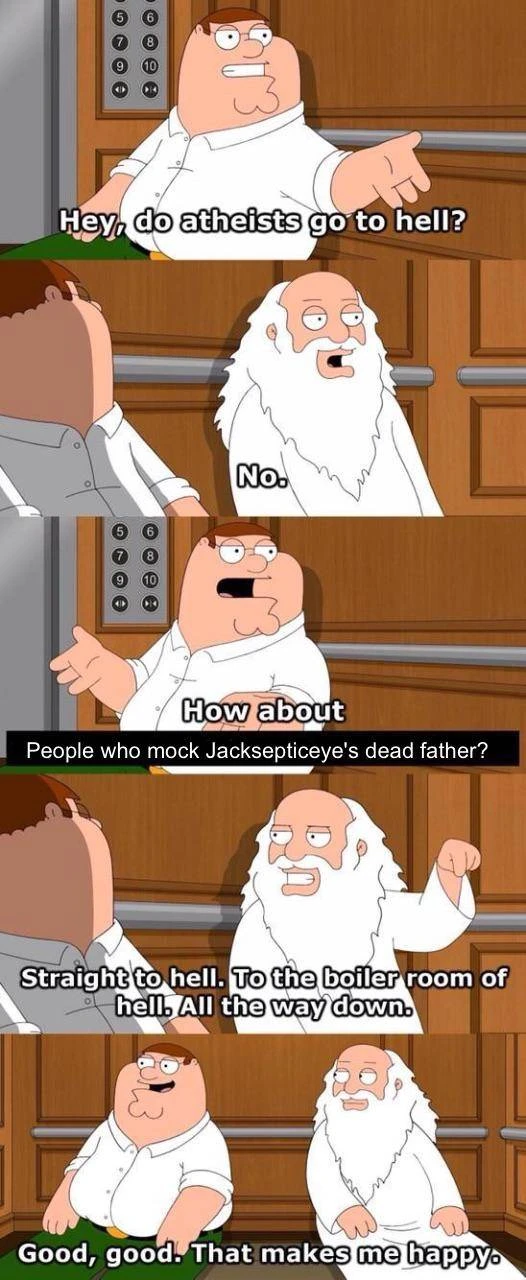 5 6
7 8
9 10
Hey, do atheists go to hell?
No.
5 6
7 8
9 10
How about
People who mock Jacksepticeye's dead father?
Straight to hell. To the boiler room of
hell. All the way down.
Good, good. That makes me happy.